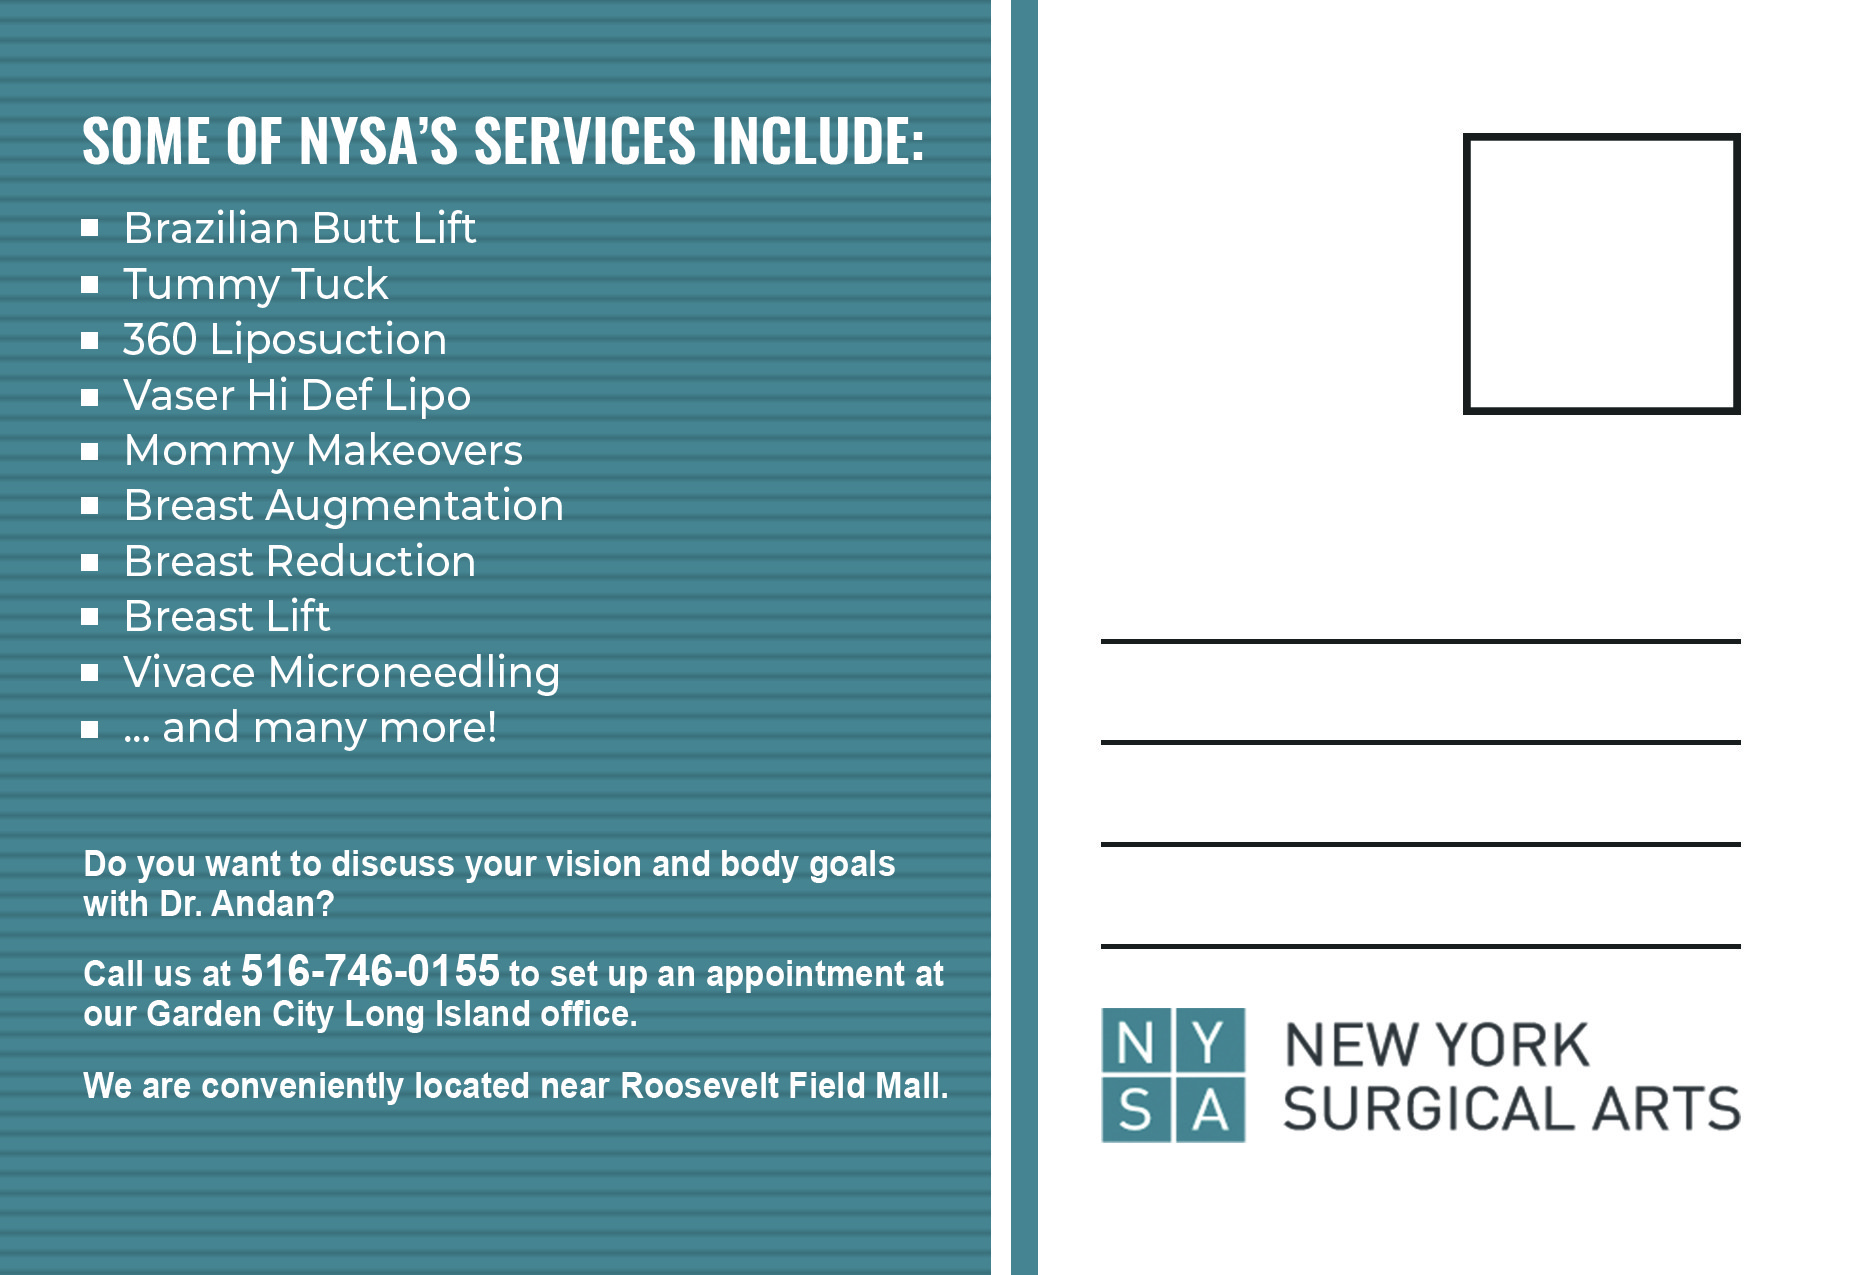 SOME OF NYSA’S SERVICES INCLUDE:
▪ Brazilian Butt Lift
▪ Tummy Tuck
▪ 360 Liposuction
▪ Vaser Hi Def Lipo
▪ Mommy Makeovers
▪ Breast Augmentation
▪ Breast Reduction
▪ Breast Lift
▪ Vivace Microneedling
▪ ... and many more!
Do you want to discuss your vision and body goals
with Dr. Andan?
Call us at 516-746-0155 to set up an appointment at
our Garden City Long Island office.
We are conveniently located near Roosevelt Field Mall.
NY
SA
NEW YORK
SURGICAL ARTS